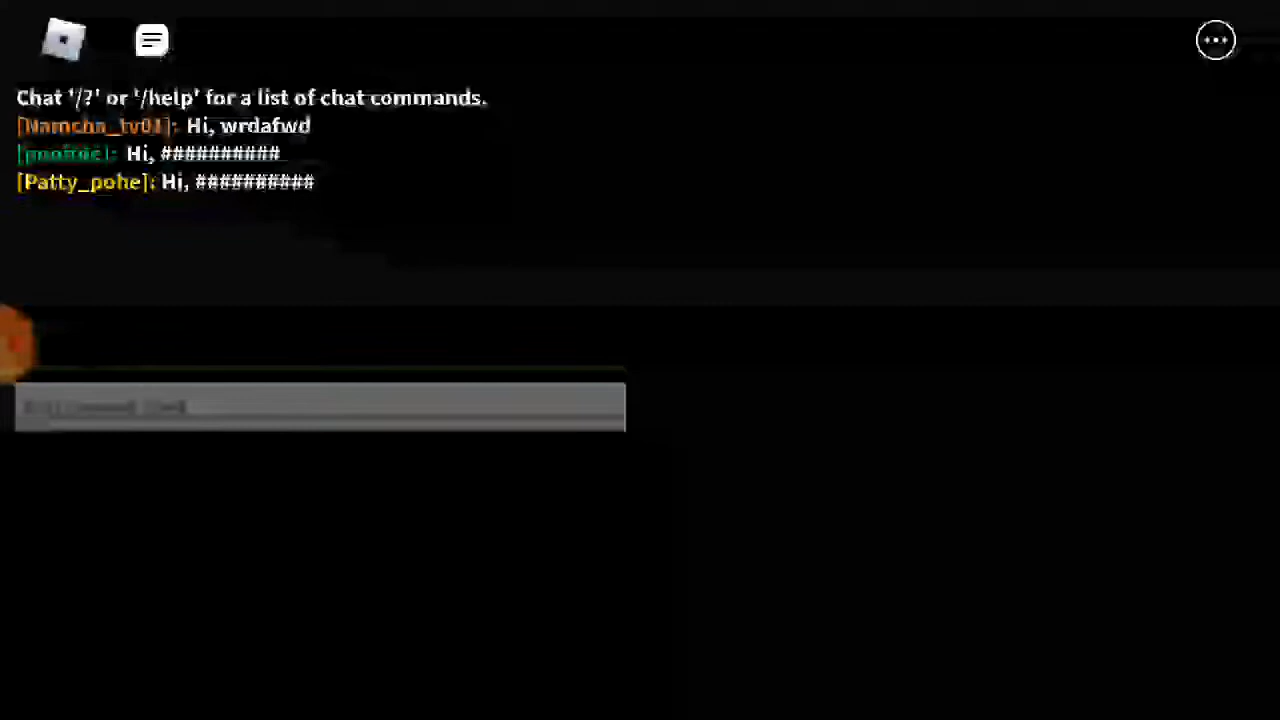 Chat '/?' or '/help' for a list of chat commands.
Hi, wrdafwd
Hi, ##########
[Patty_pohe]: Hi, ##########